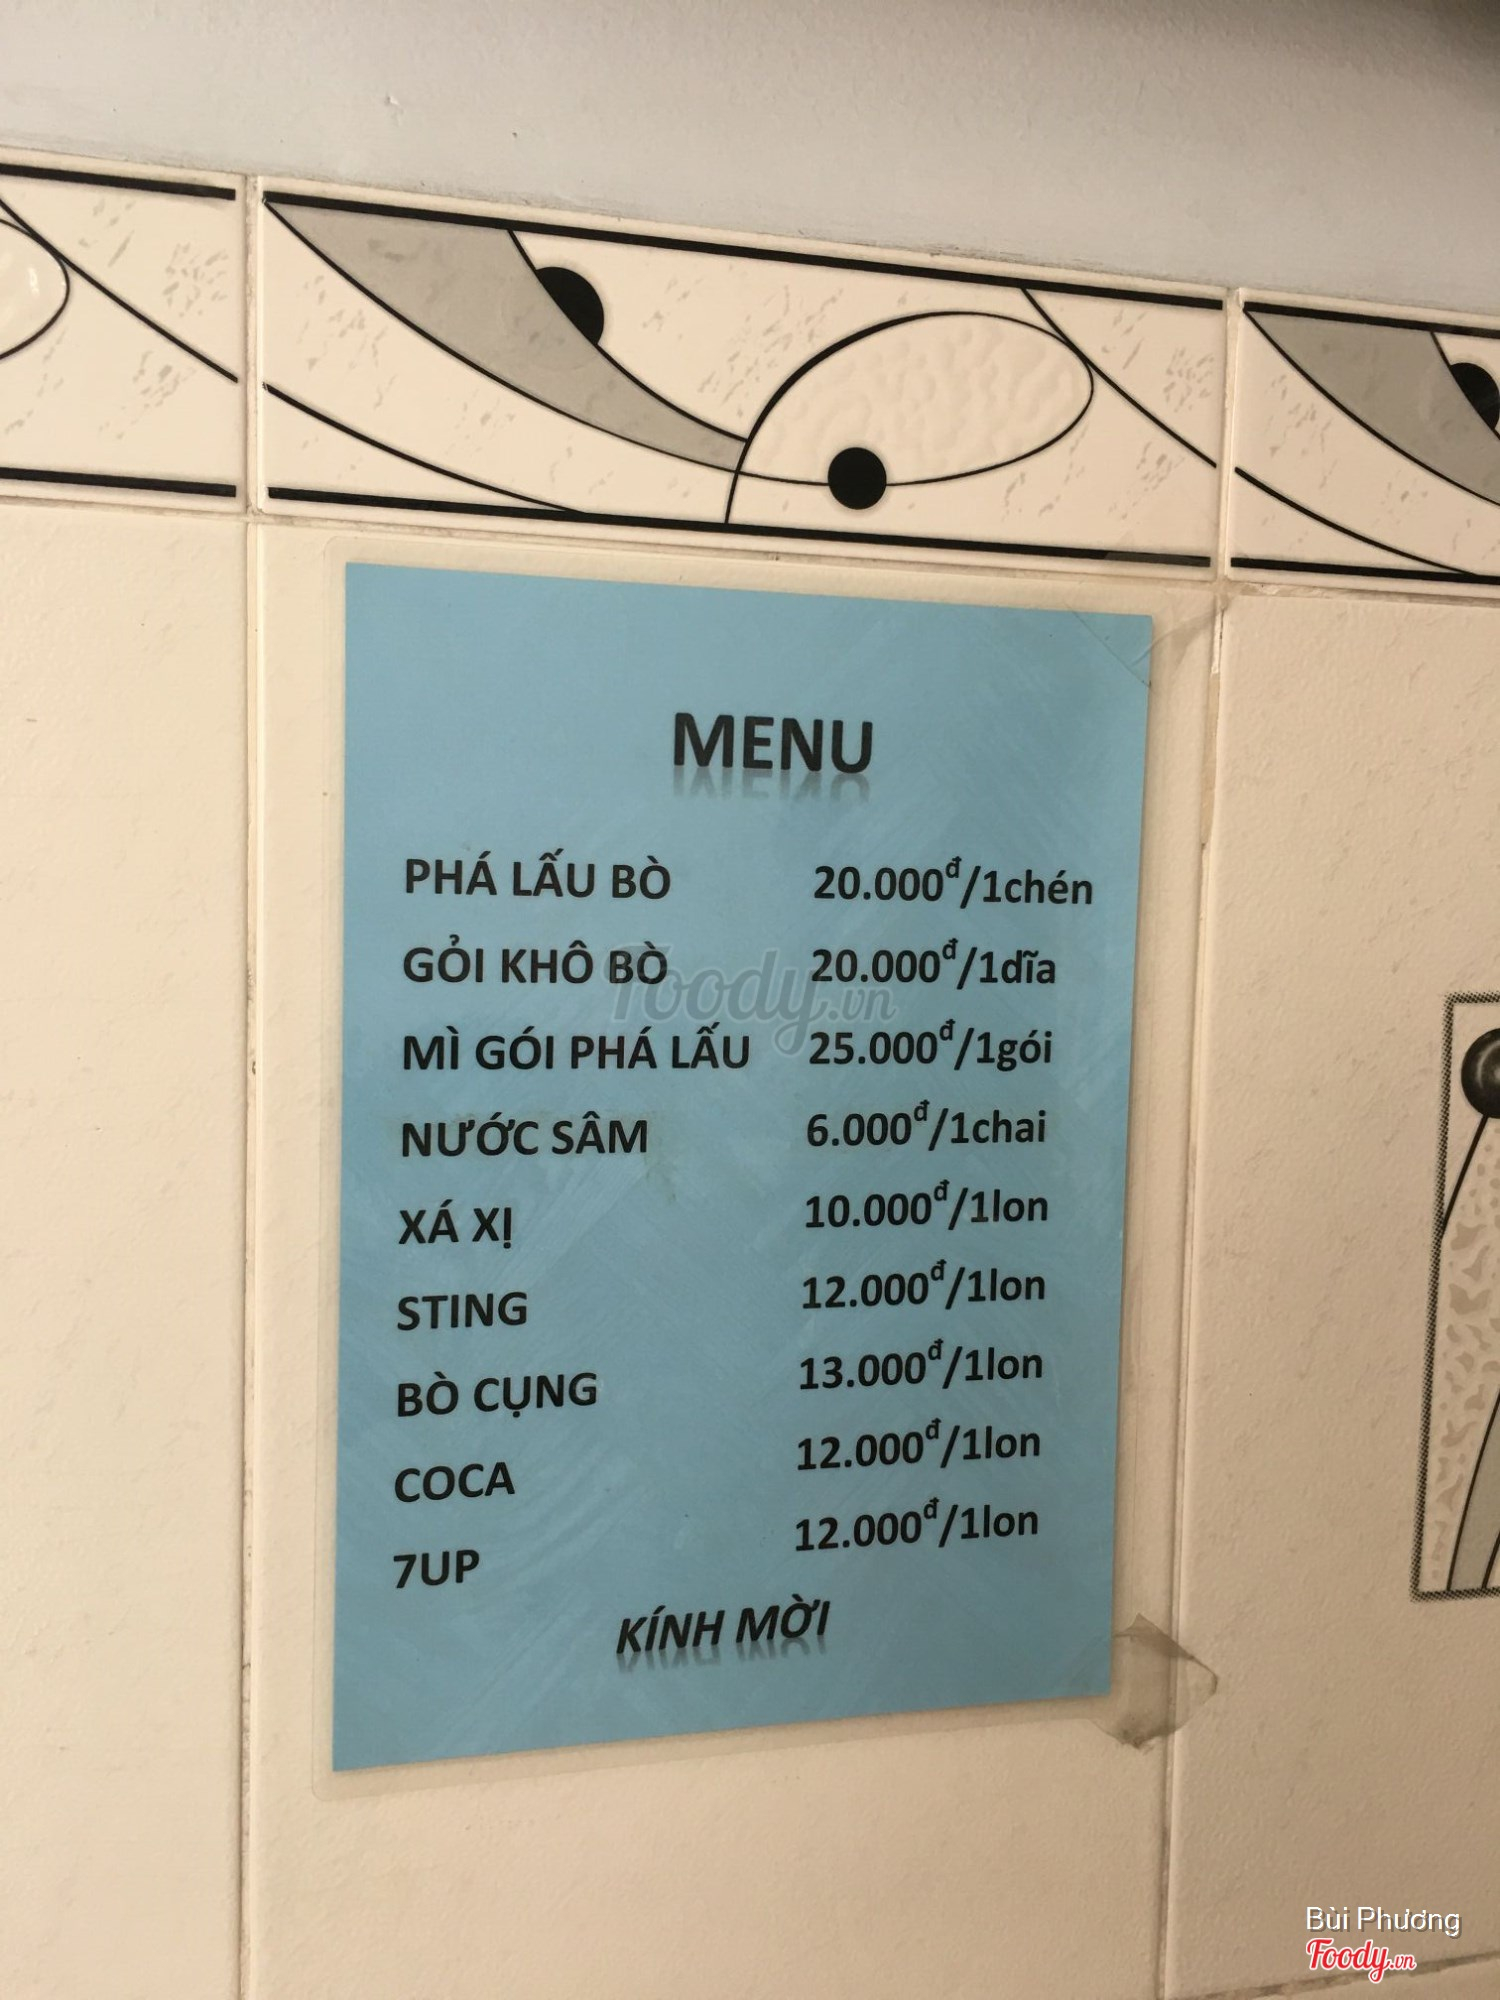 MENU
PHÁ LẤU BÒ 20.000đ/1chén
GỎI KHÔ BÒ 20.000đ/1dĩa
MÌ GÓI PHÁ LẤU 25.000đ/1gói
NƯỚC SÂM 6.000đ/1chai
XÁ XỊ 10.000đ/1lon
STING 12.000đ/1lon
BÒ CỤNG 13.000đ/1lon
COCA 12.000đ/1lon
7UP 12.000đ/1lon
KÍNH MỜI
Foody.vn
Bùi Phương
Foody.vn